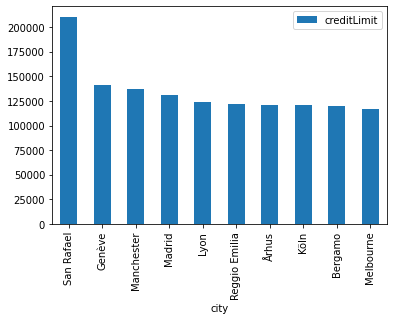 creditLimit
200000
175000
150000
125000
100000
75000
50000
25000
0
San Rafael
Genève
Manchester
Madrid
Lyon
Reggio Emilia
Århus
Köln
Bergamo
Melbourne
city